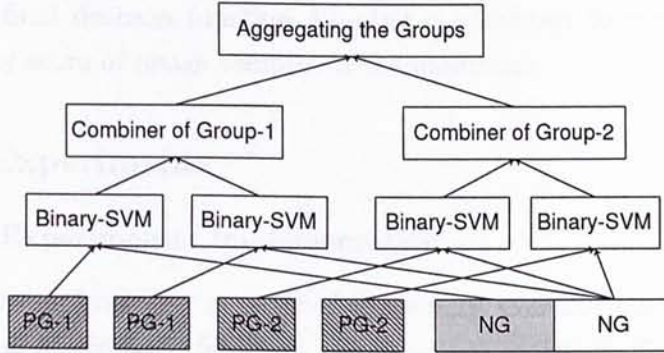 Aggregating the Groups
Combiner of Group-1 Combiner of Group-2
Binary-SVM Binary-SVM Binary-SVM Binary-SVM
PG-1 PG-1 PG-2 PG-2 NG NG